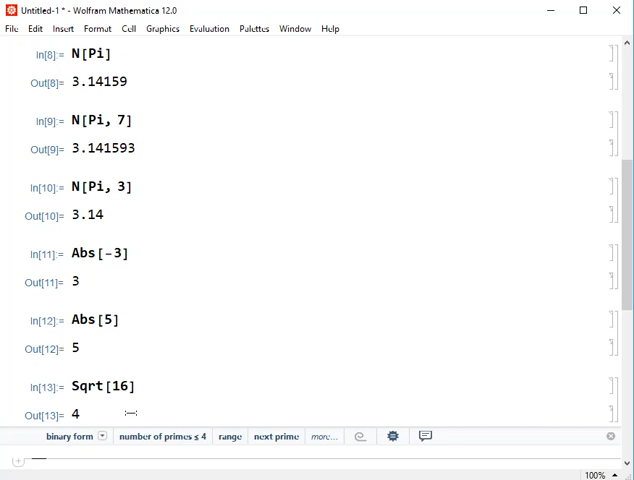 Untitled-1 * - Wolfram Mathematica 12.0
File Edit Insert Format Cell Graphics Evaluation Palettes Window Help
In[8]:= N[Pi]
Out[8]= 3.14159
In[9]:= N[Pi, 7]
Out[9]= 3.141593
In[10]:= N[Pi, 3]
Out[10]= 3.14
In[11]:= Abs[-3]
Out[11]= 3
In[12]:= Abs[5]
Out[12]= 5
In[13]:= Sqrt[16]
Out[13]= 4
binary form number of primes ≤ 4 range next prime more...
100%